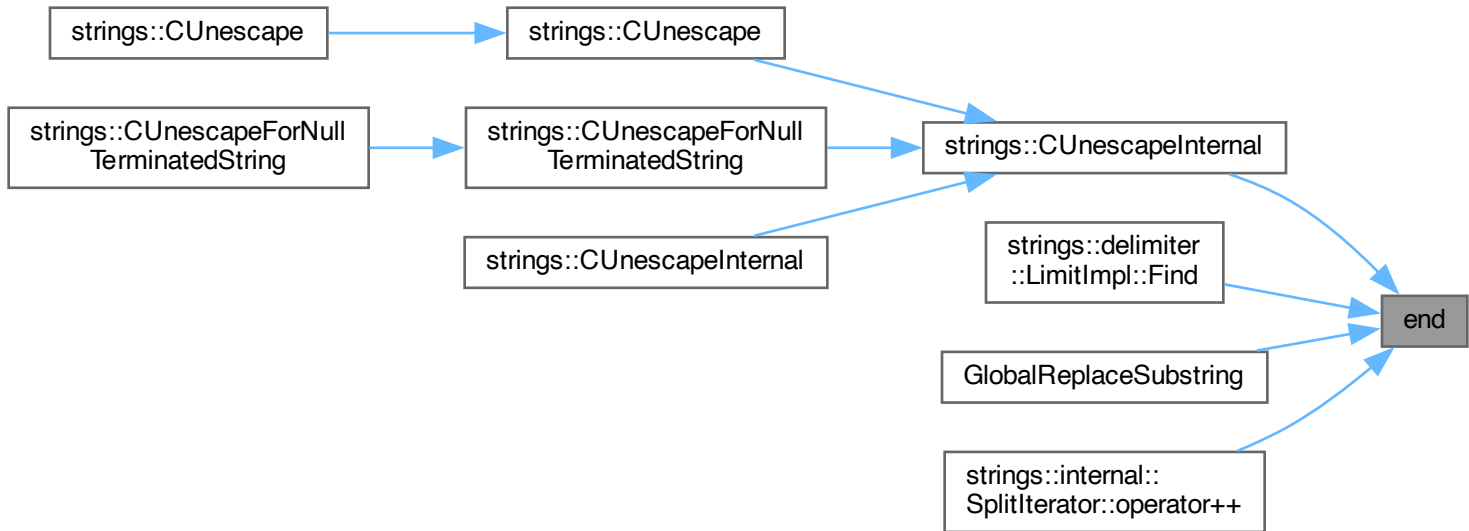 strings::CUnescape
strings::CUnescape
strings::CUnescapeForNull
TerminatedString
strings::CUnescapeForNull
TerminatedString
strings::CUnescapeInternal
strings::CUnescapeInternal
strings::delimiter
::LimitImpl::Find
end
GlobalReplaceSubstring
strings::internal::
SplitIterator::operator++